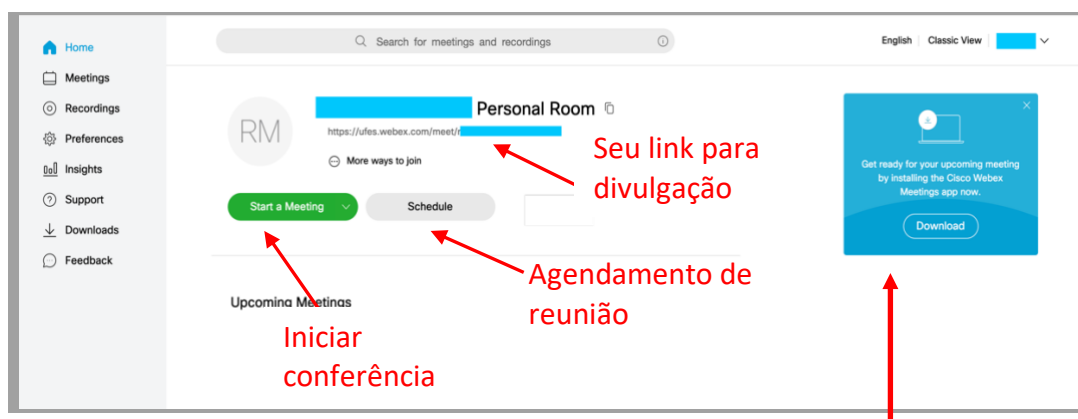 Home
Meetings
Recordings
Preferences
Insights
Support
Downloads
Feedback
Search for meetings and recordings
English Classic View
RM
Personal Room
https://ufes.webex.com/meet/r
More ways to join
Start a Meeting
Schedule
Upcoming Meetings
Seu link para
divulgação
Agendamento de
reunião
Iniciar
conferência
Get ready for your upcoming meeting
by installing the Cisco Webex
Meetings app now.
Download